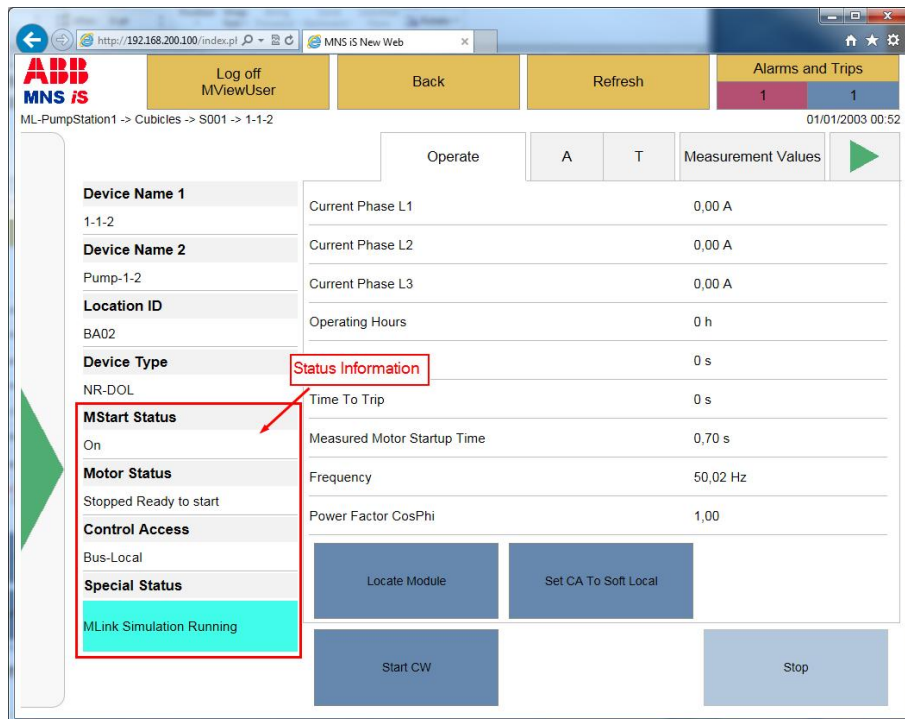 http://192.168.200.100/index.pl
MNS iS New Web
ABB
MNS iS
Log off
MViewUser
Back
Refresh
Alarms and Trips
1
1
ML-PumpStation1 -> Cubicles -> S001 -> 1-1-2
01/01/2003 00:52
Operate
A
T
Measurement Values
Device Name 1
1-1-2
Device Name 2
Pump-1-2
Location ID
BA02
Device Type
NR-DOL
MStart Status
On
Motor Status
Stopped Ready to start
Control Access
Bus-Local
Special Status
MLink Simulation Running
Status Information
Current Phase L1 0,00 A
Current Phase L2 0,00 A
Current Phase L3 0,00 A
Operating Hours 0 h
0 s
Time To Trip 0 s
Measured Motor Startup Time 0,70 s
Frequency 50,02 Hz
Power Factor CosPhi 1,00
Locate Module
Set CA To Soft Local
Start CW
Stop